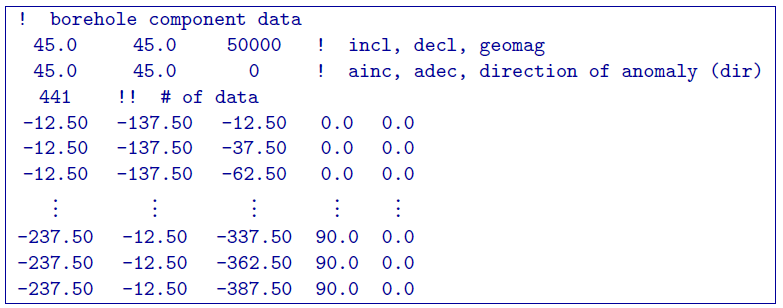 ! borehole component data
45.0 45.0 50000 ! incl, decl, geomag
45.0 45.0 0 ! ainc, adec, direction of anomaly (dir)
441 !! # of data
-12.50 -137.50 -12.50 0.0 0.0
-12.50 -137.50 -37.50 0.0 0.0
-12.50 -137.50 -62.50 0.0 0.0
⋮ ⋮ ⋮ ⋮ ⋮
-237.50 -12.50 -337.50 90.0 0.0
-237.50 -12.50 -362.50 90.0 0.0
-237.50 -12.50 -387.50 90.0 0.0